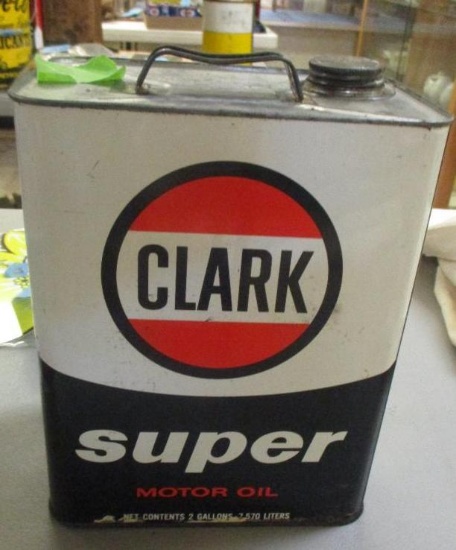 CLARK
super
MOTOR OIL
NET CONTENTS 2 GALLONS-7.570 LITERS